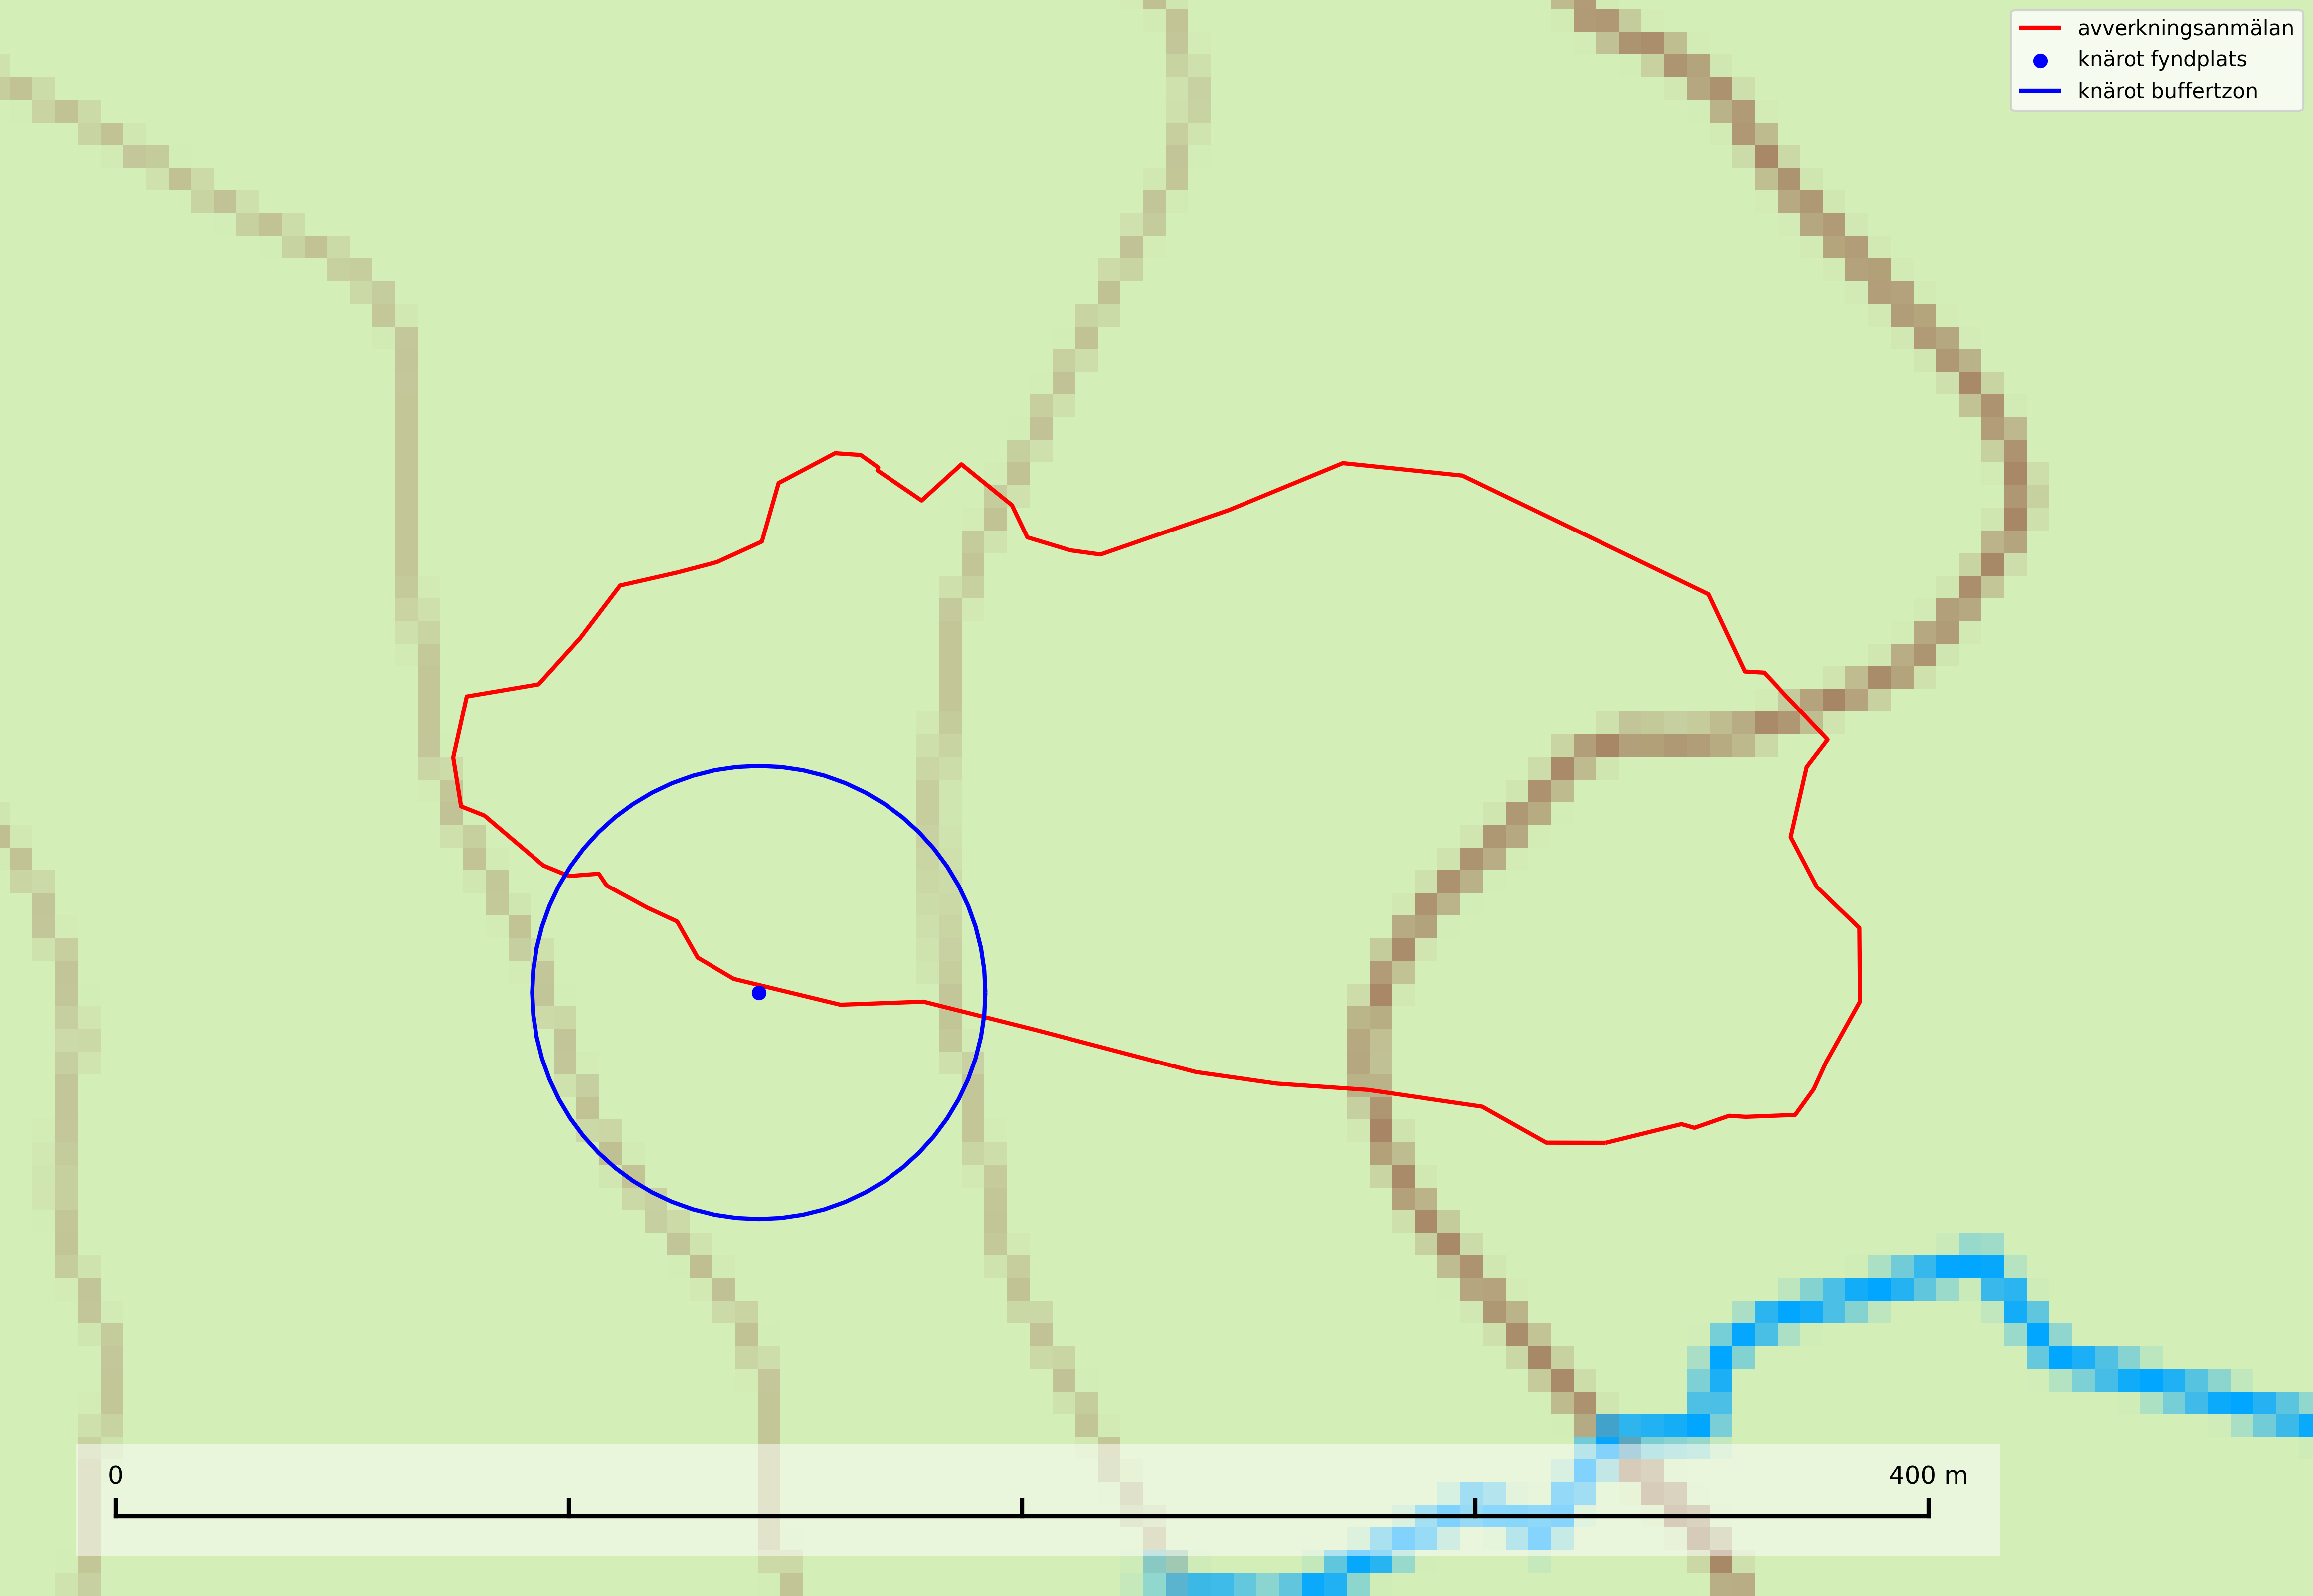 avverkningsanmälan
knärot fyndplats
knärot buffertzon
0
400 m